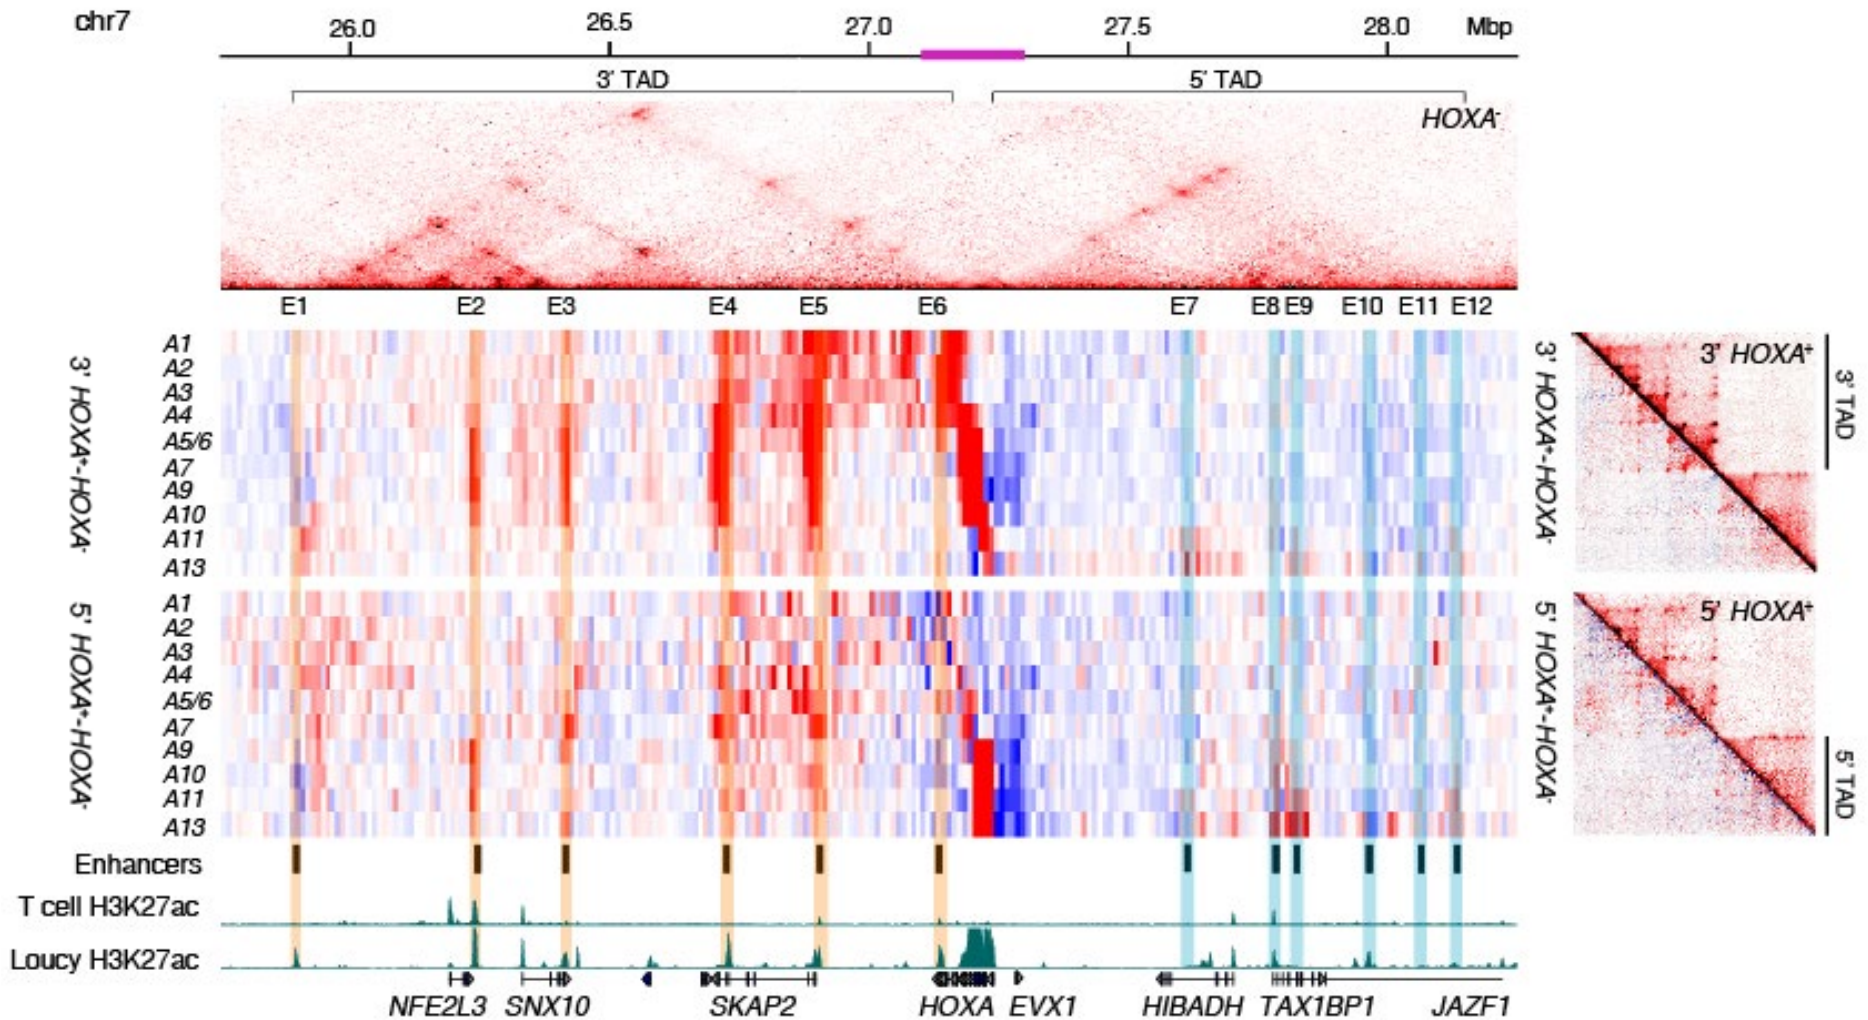 chr7
26.0 26.5 27.0 27.5 28.0 Mbp
3' TAD 5' TAD
HOXA-
E1 E2 E3 E4 E5 E6 E7 E8 E9 E10 E11 E12
3' HOXA+-HOXA-
A1
A2
A3
A4
A5/6
A7
A9
A10
A11
A13
3' HOXA+-HOXA-
3' HOXA+
3' TAD
5' HOXA+-HOXA-
A1
A2
A3
A4
A5/6
A7
A9
A10
A11
A13
5' HOXA+-HOXA-
5' HOXA+
5' TAD
Enhancers
T cell H3K27ac
Loucy H3K27ac
NFE2L3 SNX10 SKAP2 HOXA EVX1 HIBADH TAX1BP1 JAZF1